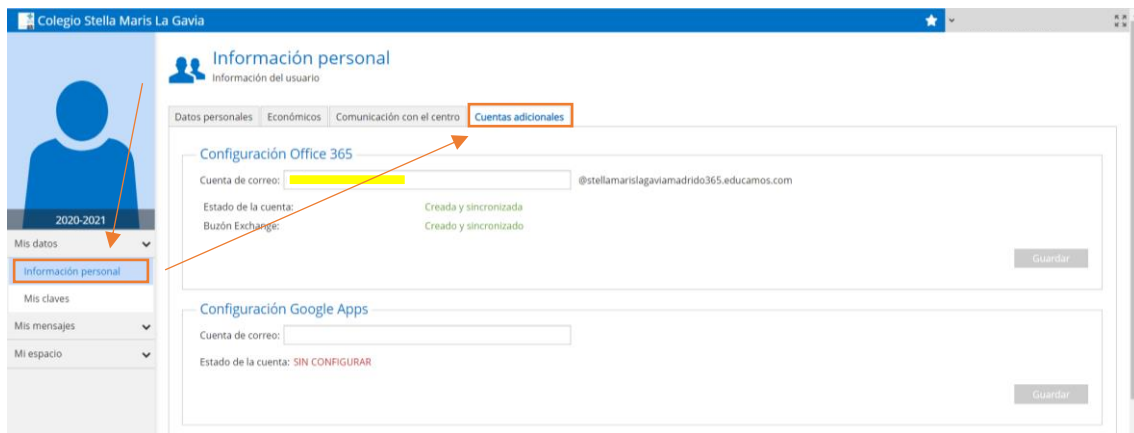 Colegio Stella Maris La Gavia
Información personal
Información del usuario
Datos personales Económicos Comunicación con el centro Cuentas adicionales
Configuración Office 365
Cuenta de correo: @stellamarislagaviamadrido365.educamos.com
Estado de la cuenta: Creada y sincronizada
Buzón Exchange: Creado y sincronizado
Guardar
2020-2021
Mis datos
Información personal
Mis claves
Mis mensajes
Mi espacio
Configuración Google Apps
Cuenta de correo:
Estado de la cuenta: SIN CONFIGURAR
Guardar